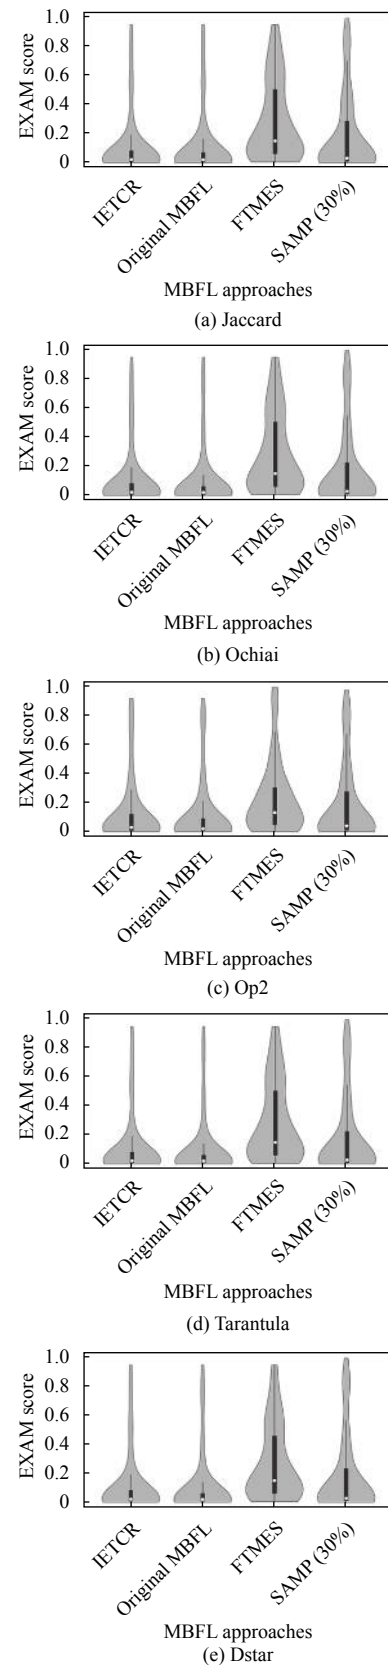 EXAM score
1.0
0.8
0.6
0.4
0.2
0
IETCR
Original MBFL
FTMES
SAMP (30%)
MBFL approaches
(a) Jaccard
EXAM score
1.0
0.8
0.6
0.4
0.2
0
IETCR
Original MBFL
FTMES
SAMP (30%)
MBFL approaches
(b) Ochiai
EXAM score
1.0
0.8
0.6
0.4
0.2
0
IETCR
Original MBFL
FTMES
SAMP (30%)
MBFL approaches
(c) Op2
EXAM score
1.0
0.8
0.6
0.4
0.2
0
IETCR
Original MBFL
FTMES
SAMP (30%)
MBFL approaches
(d) Tarantula
EXAM score
1.0
0.8
0.6
0.4
0.2
0
IETCR
Original MBFL
FTMES
SAMP (30%)
MBFL approaches
(e) Dstar